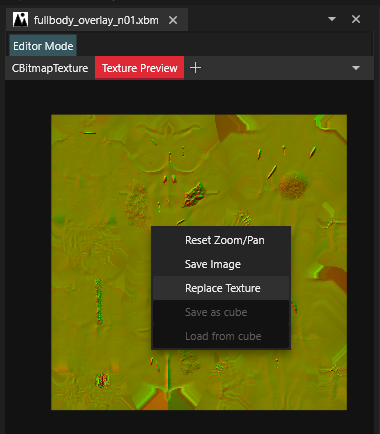 fullbody_overlay_n01.xbm
Editor Mode
CBitmapTexture Texture Preview
Reset Zoom/Pan
Save Image
Replace Texture
Save as cube
Load from cube